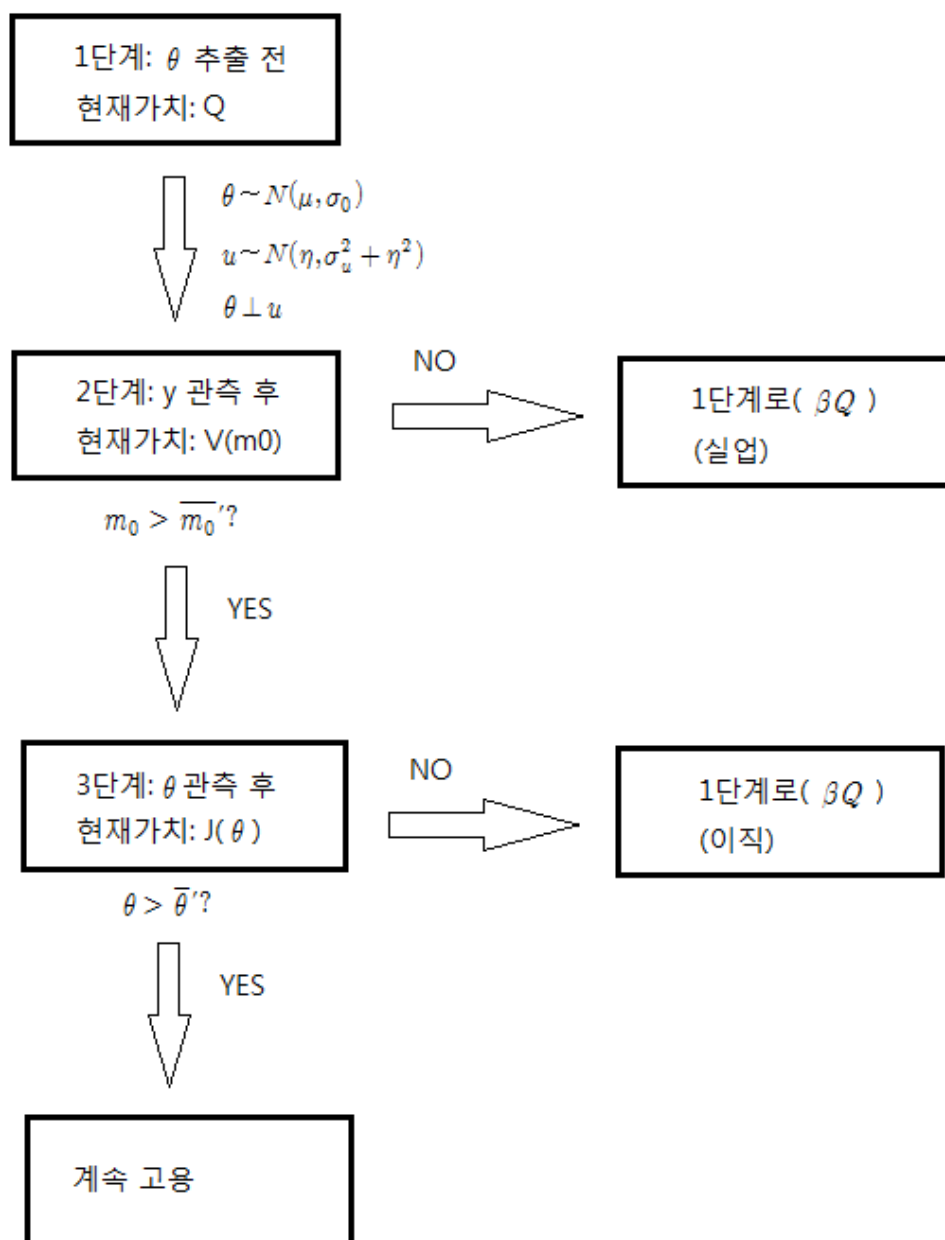 1단계: θ 추출 전
현재가치: Q
θ~N(μ,σ₀)
u~N(η,σᵤ²+η²)
θ⊥u
2단계: y 관측 후
현재가치: V(m0)
NO
1단계로( βQ )
(실업)
m₀ > m̅₀′?
YES
3단계: θ 관측 후
현재가치: J(θ)
NO
1단계로( βQ )
(이직)
θ > θ̅′?
YES
계속 고용